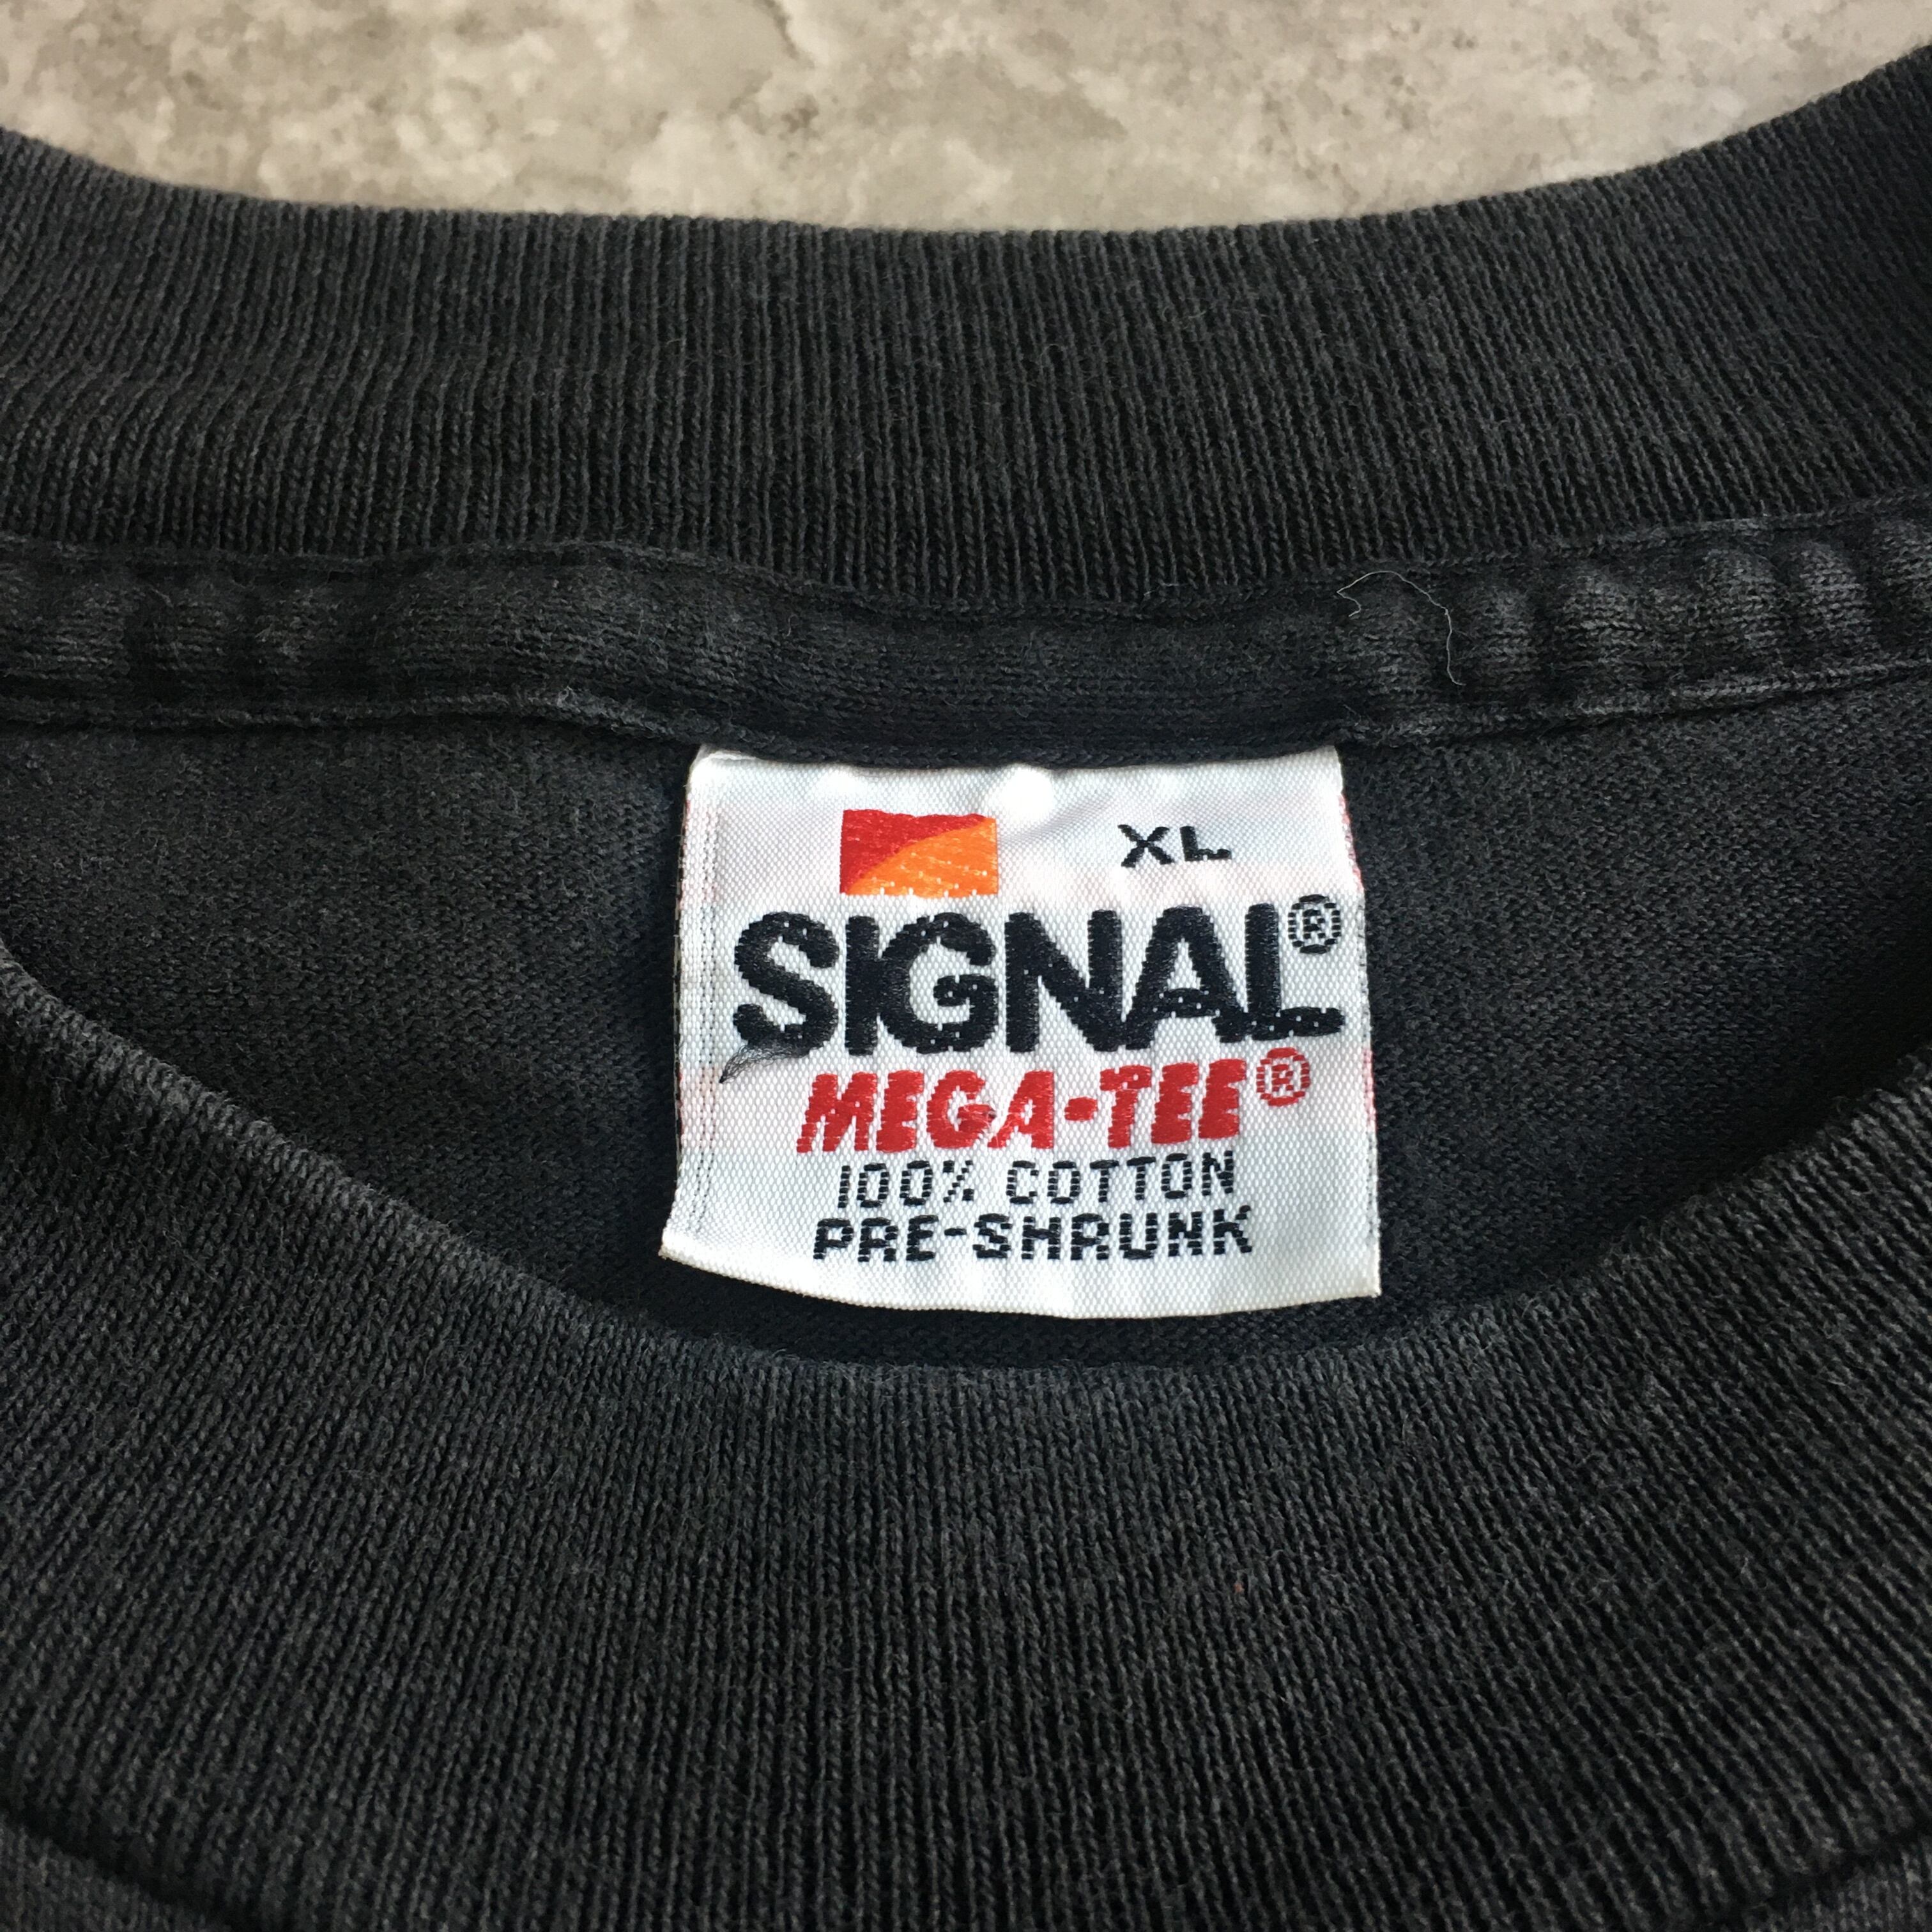 XL
SIGNAL®
MEGA-TEE®
100% COTTON
PRE-SHRUNK